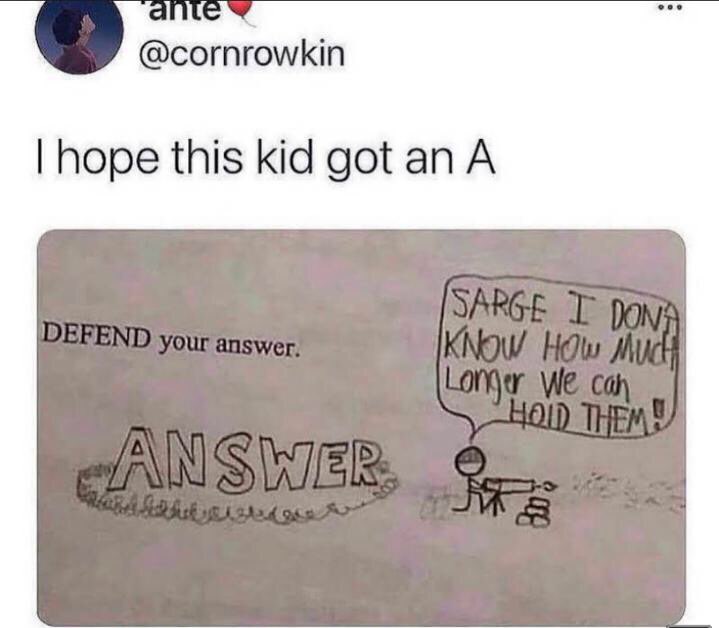 'ante🎈
@cornrowkin
I hope this kid got an A
DEFEND your answer.
ANSWER
SARGE I DON'T
KNOW HOW MUCH
Longer We can
HOLD THEM!!